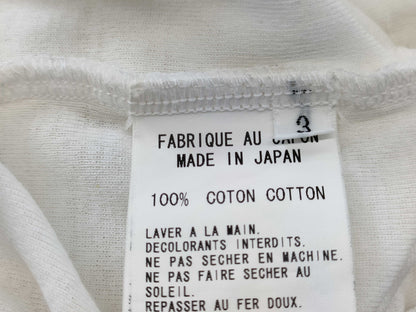 3
FABRIQUE AU JAPON
MADE IN JAPAN
100% COTON COTTON
LAVER A LA MAIN.
DECOLORANTS INTERDITS.
NE PAS SECHER EN MACHINE.
NE PAS FAIRE SECHER AU
SOLEIL.
REPASSER AU FER DOUX.